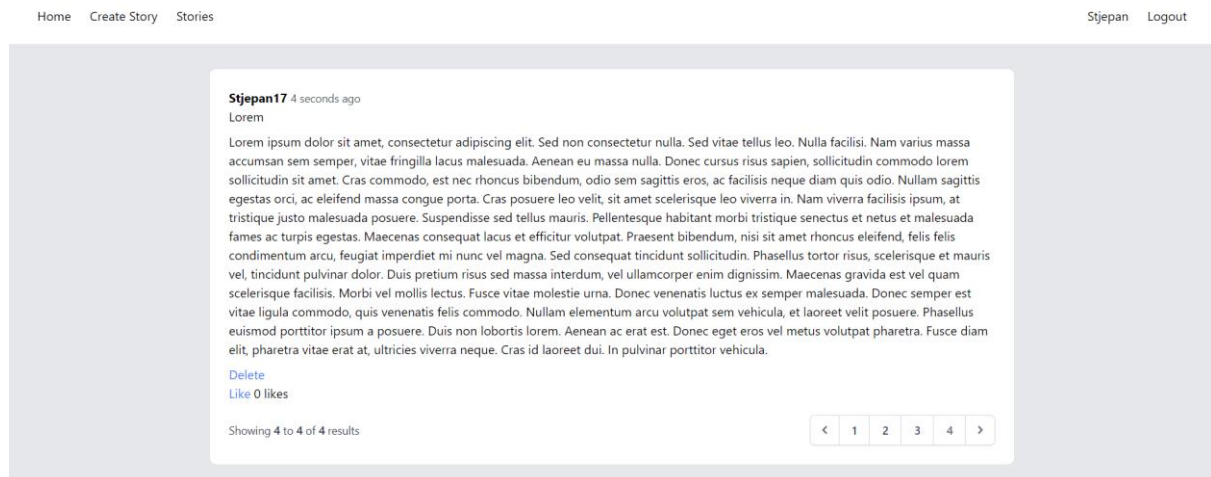 Home Create Story Stories Stjepan Logout
Stjepan17 4 seconds ago
Lorem
Lorem ipsum dolor sit amet, consectetur adipiscing elit. Sed non consectetur nulla. Sed vitae tellus leo. Nulla facilisi. Nam varius massa
accumsan sem semper, vitae fringilla lacus malesuada. Aenean eu massa nulla. Donec cursus risus sapien, sollicitudin commodo lorem
sollicitudin sit amet. Cras commodo, est nec rhoncus bibendum, odio sem sagittis eros, ac facilisis neque diam quis odio. Nullam sagittis
egestas orci, ac eleifend massa congue porta. Cras posuere leo velit, sit amet scelerisque leo viverra in. Nam viverra facilisis ipsum, at
tristique justo malesuada posuere. Suspendisse sed tellus mauris. Pellentesque habitant morbi tristique senectus et netus et malesuada
fames ac turpis egestas. Maecenas consequat lacus et efficitur volutpat. Praesent bibendum, nisi sit amet rhoncus eleifend, felis felis
condimentum arcu, feugiat imperdiet mi nunc vel magna. Sed consequat tincidunt sollicitudin. Phasellus tortor risus, scelerisque et mauris
vel, tincidunt pulvinar dolor. Duis pretium risus sed massa interdum, vel ullamcorper enim dignissim. Maecenas gravida est vel quam
scelerisque facilisis. Morbi vel mollis lectus. Fusce vitae molestie urna. Donec venenatis luctus ex semper malesuada. Donec semper est
vitae ligula commodo, quis venenatis felis commodo. Nullam elementum arcu volutpat sem vehicula, et laoreet velit posuere. Phasellus
euismod porttitor ipsum a posuere. Duis non lobortis lorem. Aenean ac erat est. Donec eget eros vel metus volutpat pharetra. Fusce diam
elit, pharetra vitae erat at, ultricies viverra neque. Cras id laoreet dui. In pulvinar porttitor vehicula.
Delete
Like 0 likes
Showing 4 to 4 of 4 results < 1 2 3 4 >